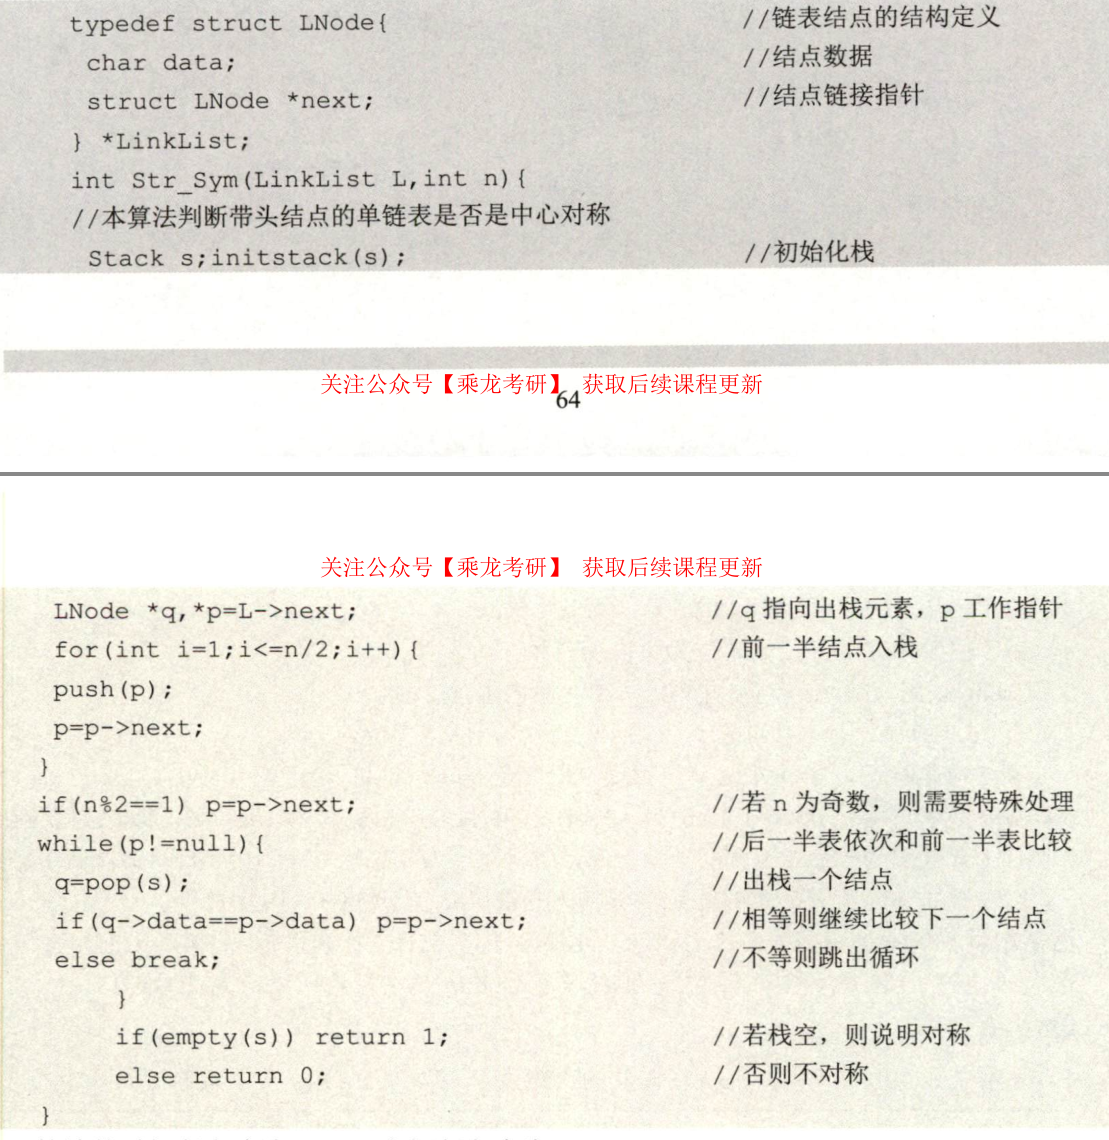 typedef struct LNode{ //链表结点的结构定义
char data; //结点数据
struct LNode *next; //结点链接指针
} *LinkList;
int Str_Sym(LinkList L,int n){
//本算法判断带头结点的单链表是否是中心对称
Stack s;initstack(s); //初始化栈
关注公众号【乘龙考研】 获取后续课程更新
64
关注公众号【乘龙考研】 获取后续课程更新
LNode *q,*p=L->next; //q 指向出栈元素，p 工作指针
for(int i=1;i<=n/2;i++){ //前一半结点入栈
push(p);
p=p->next;
}
if(n%2==1) p=p->next; //若 n 为奇数，则需要特殊处理
while(p!=null){ //后一半表依次和前一半表比较
q=pop(s); //出栈一个结点
if(q->data==p->data) p=p->next; //相等则继续比较下一个结点
else break; //不等则跳出循环
}
if(empty(s)) return 1; //若栈空，则说明对称
else return 0; //否则不对称
}